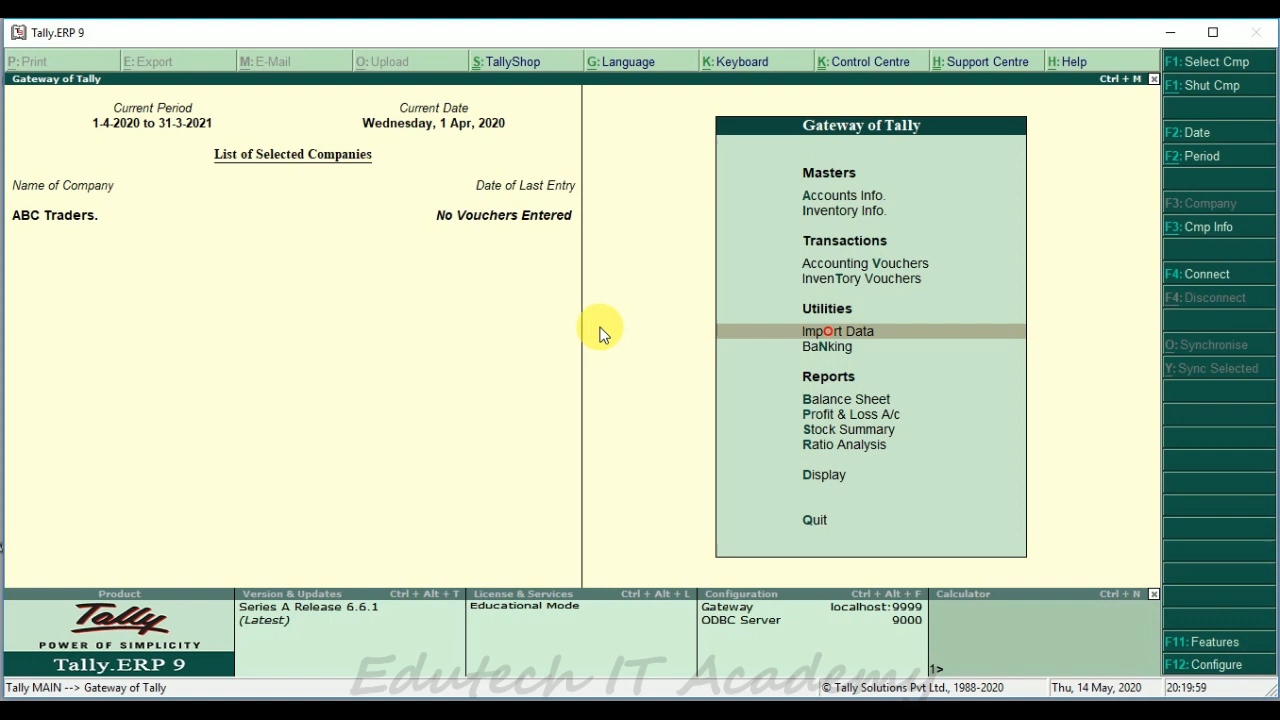 Tally.ERP 9
P: Print E: Export M: E-Mail O: Upload S: TallyShop G: Language K: Keyboard K: Control Centre H: Support Centre H: Help
Gateway of Tally Ctrl + M x
Current Period Current Date
1-4-2020 to 31-3-2021 Wednesday, 1 Apr, 2020
List of Selected Companies
Name of Company Date of Last Entry
ABC Traders. No Vouchers Entered
Gateway of Tally
Masters
Accounts Info.
Inventory Info.
Transactions
Accounting Vouchers
InvenTory Vouchers
Utilities
ImpOrt Data
BaNking
Reports
Balance Sheet
Profit & Loss A/c
Stock Summary
Ratio Analysis
Display
Quit
F1: Select Cmp
F1: Shut Cmp
F2: Date
F2: Period
F3: Company
F3: Cmp Info
F4: Connect
F4: Disconnect
O: Synchronise
Y: Sync Selected
F11: Features
F12: Configure
Product
Tally
POWER OF SIMPLICITY
Tally.ERP 9
Version & Updates Ctrl + Alt + T
Series A Release 6.6.1
(Latest)
License & Services Ctrl + Alt + L
Educational Mode
Configuration Ctrl + Alt + F
Gateway localhost:9999
ODBC Server 9000
Calculator Ctrl + N x
1>
Edutech IT Academy
Tally MAIN --> Gateway of Tally © Tally Solutions Pvt Ltd., 1988-2020 Thu, 14 May, 2020 20:19:59